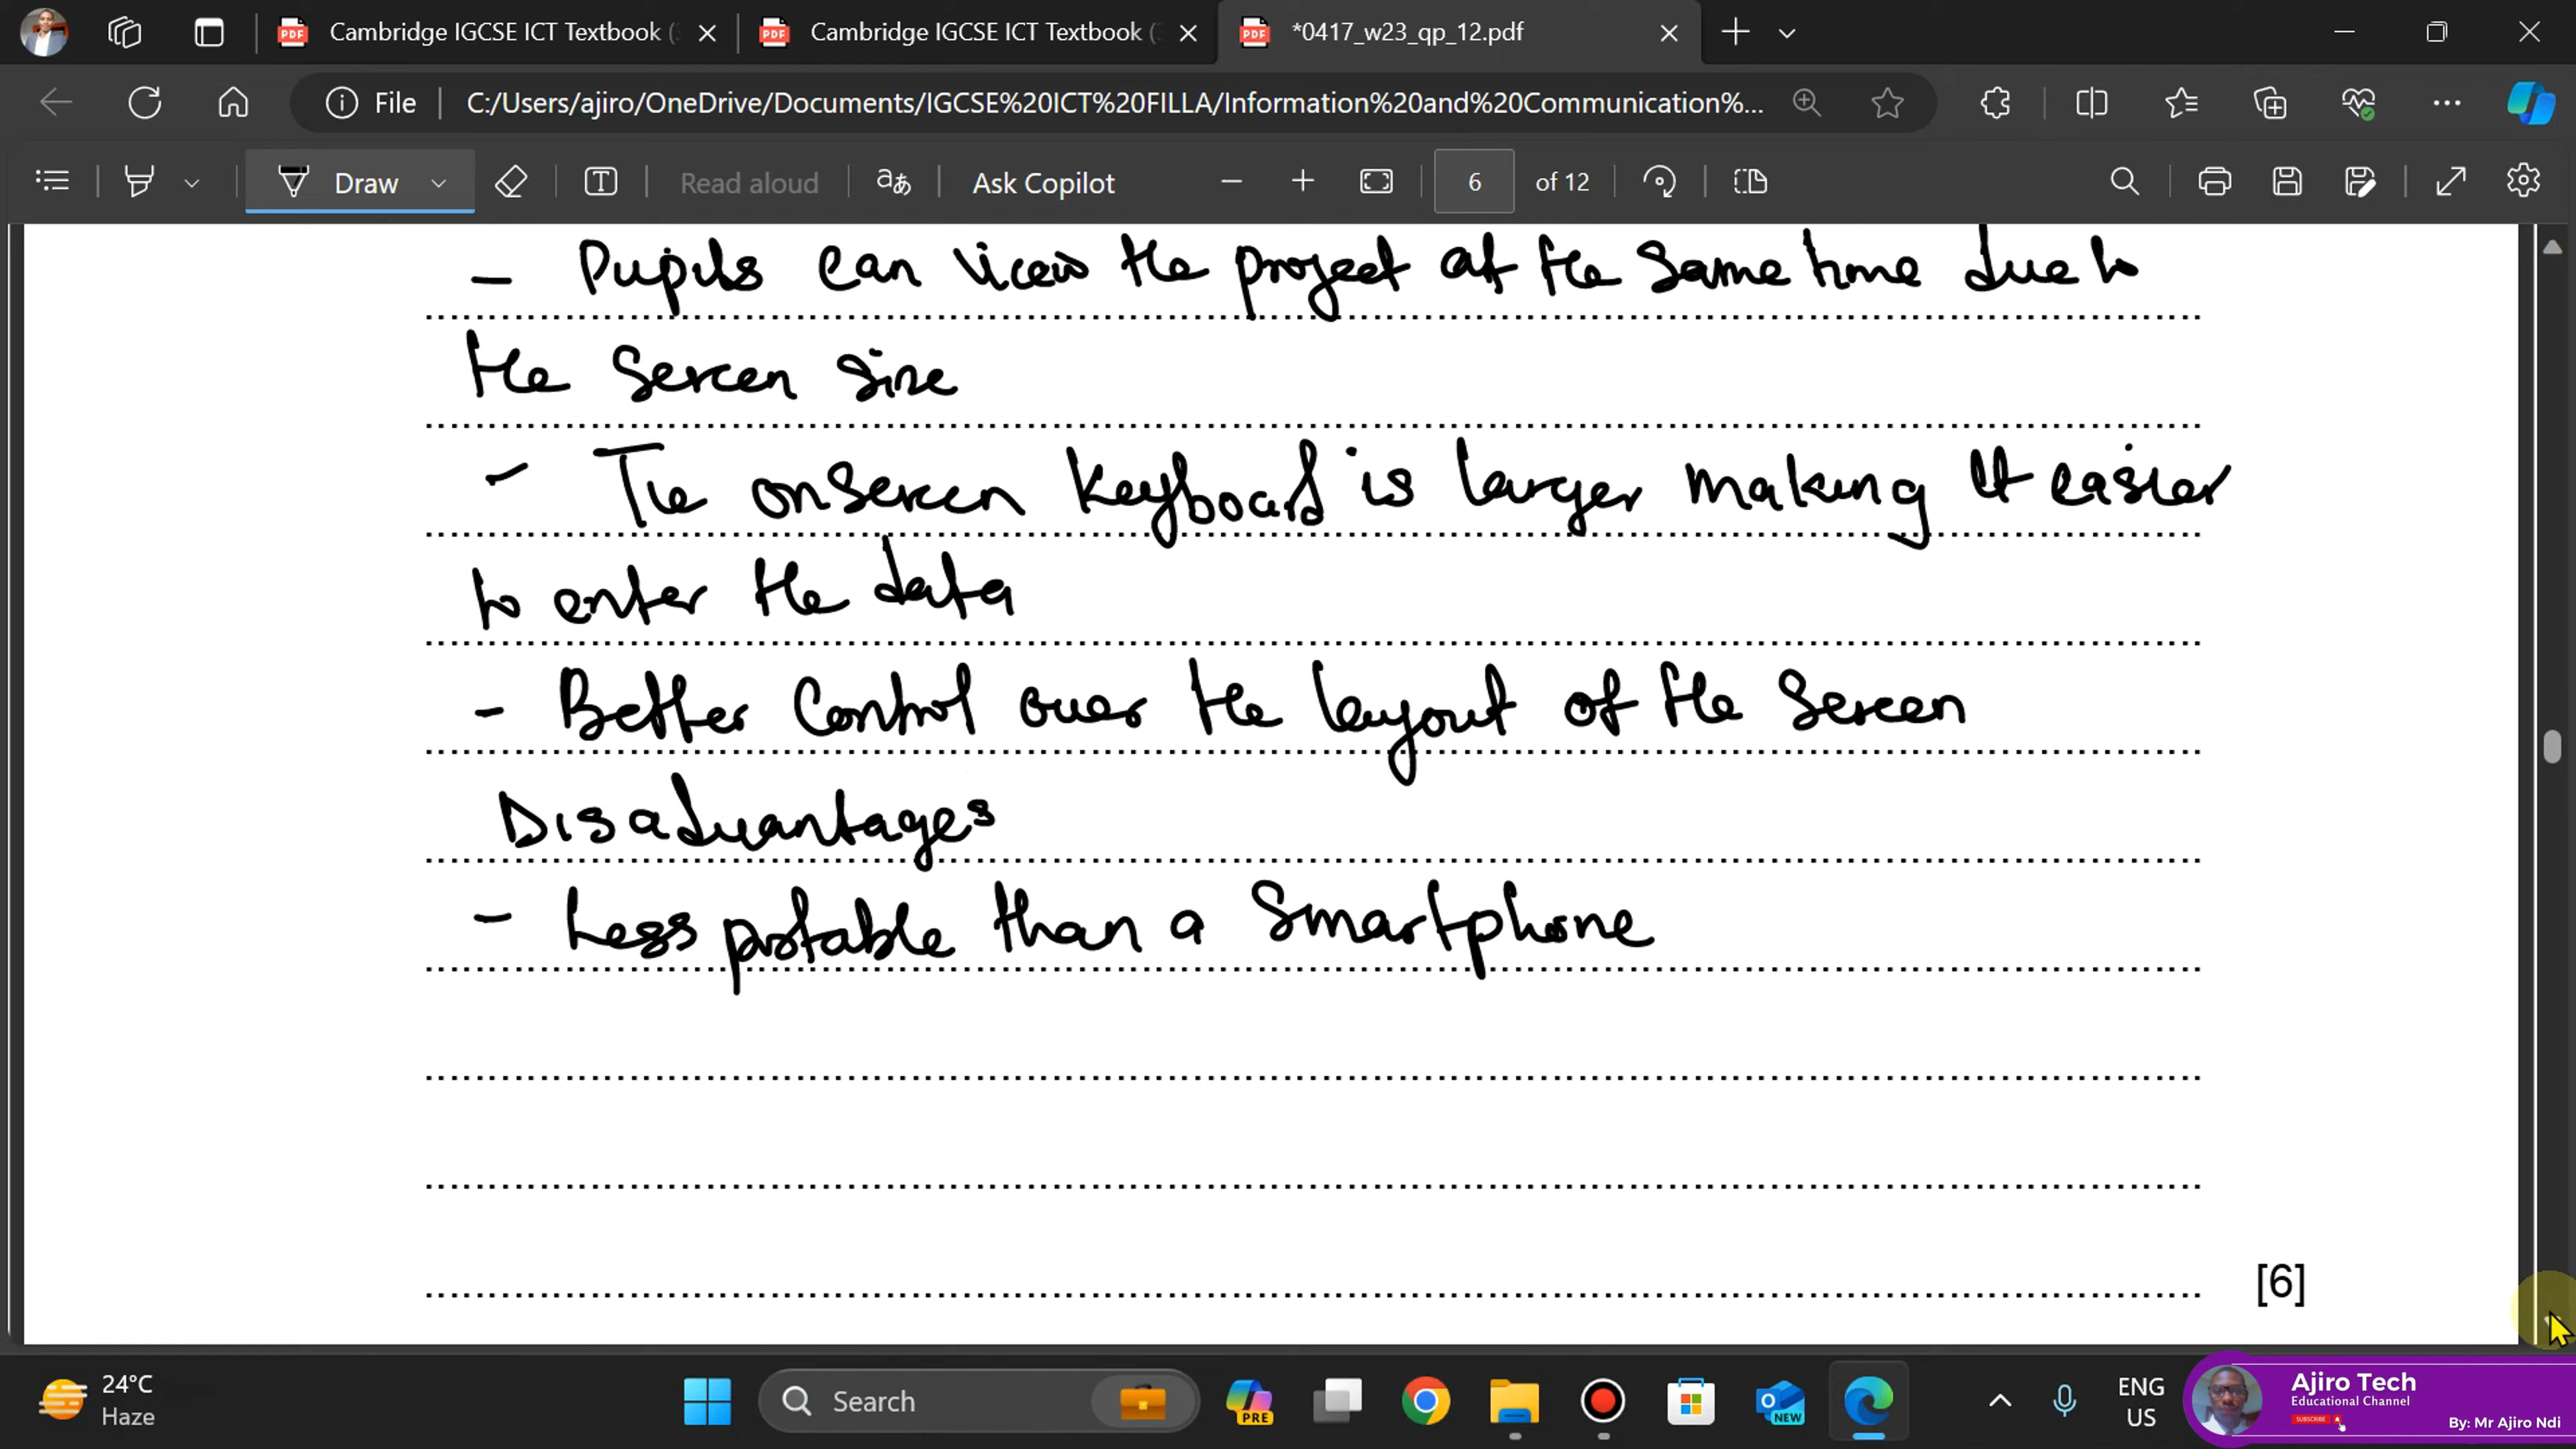 Cambridge IGCSE ICT Textbook (
Cambridge IGCSE ICT Textbook (
*0417_w23_qp_12.pdf
File
C:/Users/ajiro/OneDrive/Documents/IGCSE%20ICT%20FILLA/Information%20and%20Communication%...
Draw
Read aloud
Ask Copilot
6
of 12
- Pupils can view the project at the same time due to
the screen size
- The onscreen keyboard is larger making it easier
to enter the data
- Better control over the layout of the screen
Disadvantages
- Less protable than a smartphone
[6]
24°C
Haze
Search
PRE
NEW
ENG
US
Ajiro Tech
Educational Channel
SUBSCRIBE
By: Mr Ajiro Ndi